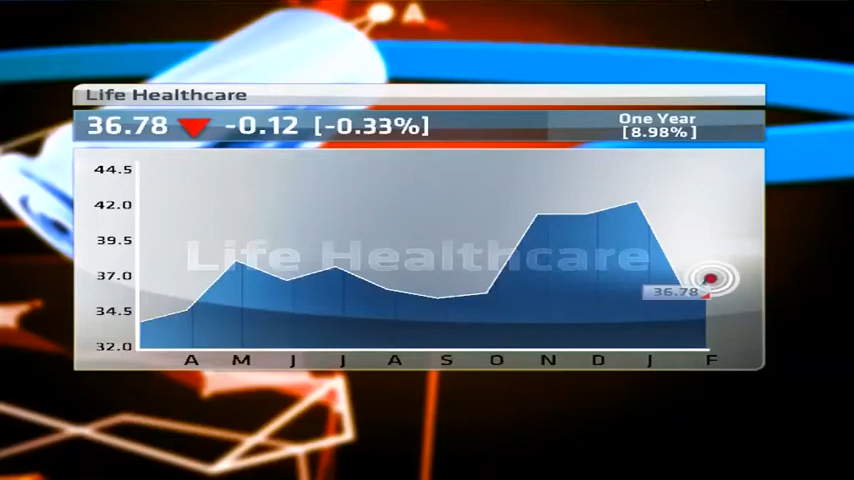 A
Life Healthcare
36.78 -0.12 [-0.33%]
One Year
[8.98%]
44.5
42.0
39.5
Life Healthcare
37.0
36.78
34.5
32.0
A M J J A S O N D J F